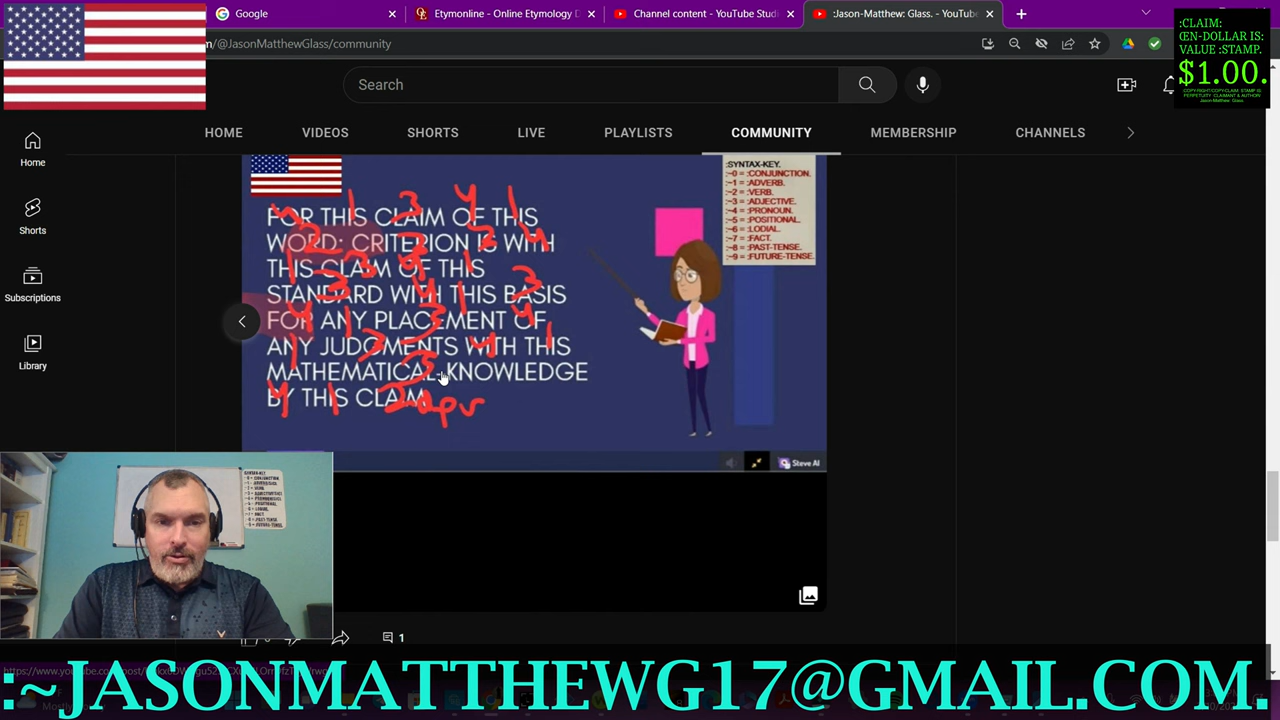 Google
Etymonline - Online Etymology D
Channel content - YouTube Stud
:Jason-Matthew: Glass. - YouTube
/@JasonMatthewGlass/community
:CLAIM:
VALUE :STAMP.
$1.00.
Search
Home
Shorts
Subscriptions
Library
HOME
VIDEOS
SHORTS
LIVE
PLAYLISTS
COMMUNITY
MEMBERSHIP
CHANNELS
FOR THIS CLAIM OF THIS
WORD: CRITERION IS WITH
THIS CLAIM OF THIS
STANDARD WITH THIS BASIS
FOR ANY PLACEMENT OF
ANY JUDGMENTS WITH THIS
MATHEMATICAL-KNOWLEDGE
BY THIS CLAIM.
:SYNTAX-KEY.
:~0 = :CONJUNCTION.
:~1 = :ADVERB.
:~2 = :VERB.
:~3 = :ADJECTIVE.
:~4 = :PRONOUN.
:~5 = :POSITIONAL.
:~6 = :LODIAL.
:~7 = :FACT.
:~8 = :PAST-TENSE.
:~9 = :FUTURE-TENSE.
Steve AI
1
:~JASONMATTHEWG17@GMAIL.COM.